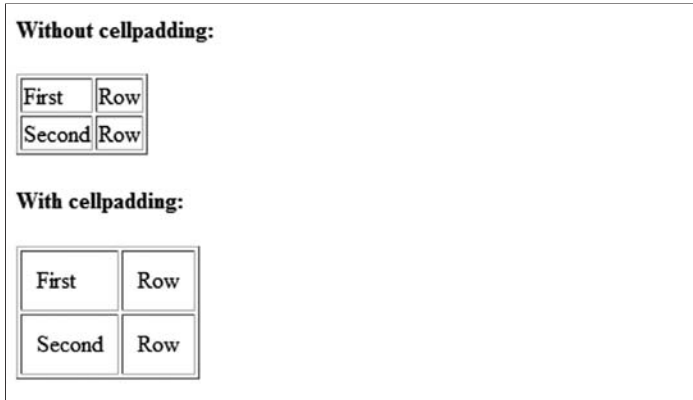 Without cellpadding:
First Row
Second Row
With cellpadding:
First Row
Second Row